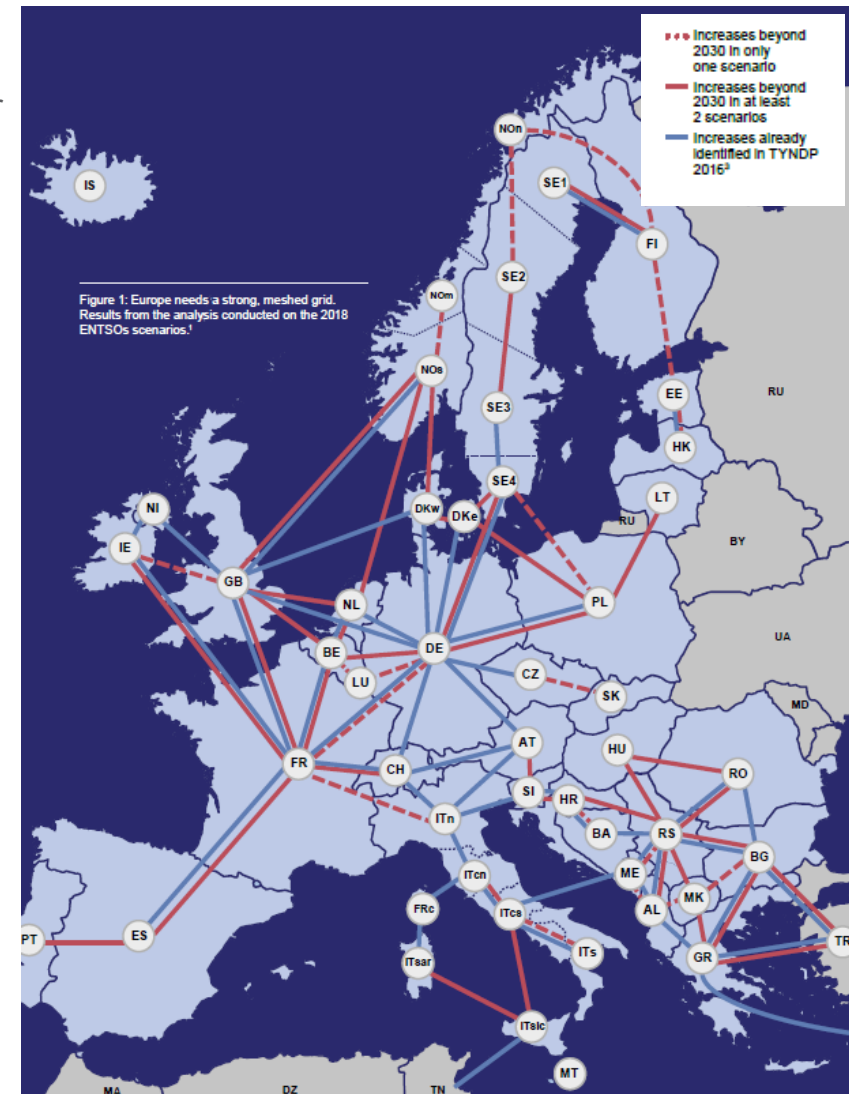 Increases beyond
2030 in only
one scenario
Increases beyond
2030 in at least
2 scenarios
Increases already
identified in TYNDP
2016³
NOn
IS
SE1
FI
SE2
Figure 1: Europe needs a strong, meshed grid.
Results from the analysis conducted on the 2018
ENTSOs scenarios.¹
NOm
NOs
RU
EE
SE3
HK
SE4
LT
NI
DKw
DKe
RU
BY
IE
GB
NL
PL
UA
BE
DE
LU
CZ
SK
MD
AT
HU
FR
CH
RO
SI
HR
ITn
BA
RS
BG
ITcn
ME
MK
FRc
ITcs
AL
PT
ES
ITs
GR
TR
ITsar
ITsic
MT
MA
DZ
TN